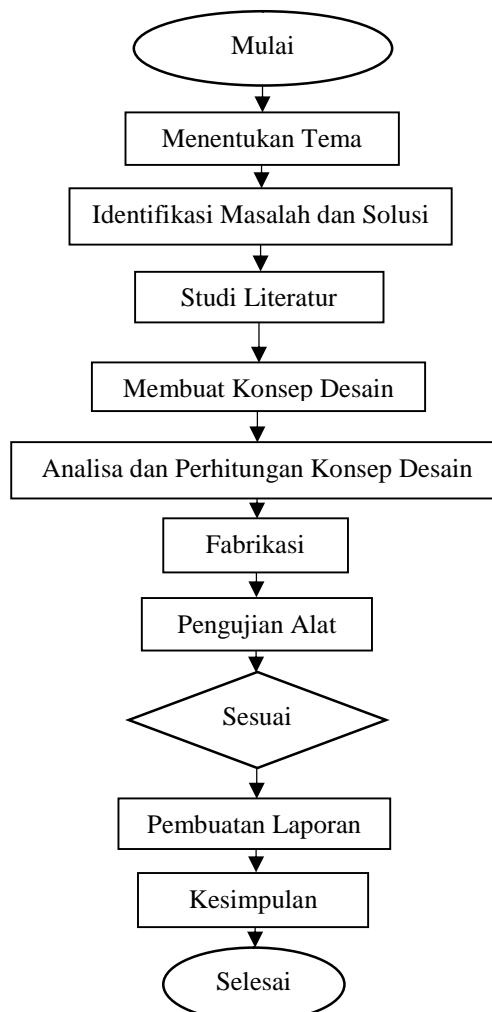 Mulai
Menentukan Tema
Identifikasi Masalah dan Solusi
Studi Literatur
Membuat Konsep Desain
Analisa dan Perhitungan Konsep Desain
Fabrikasi
Pengujian Alat
Sesuai
Pembuatan Laporan
Kesimpulan
Selesai